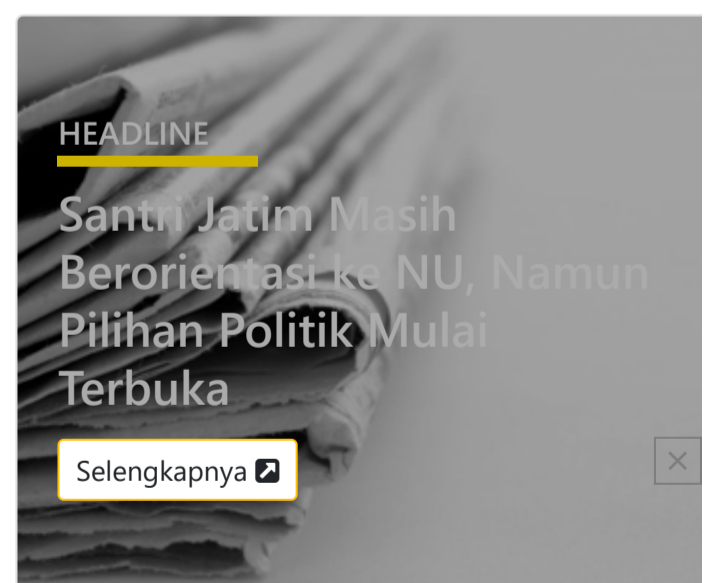 HEADLINE
Santri Jatim Masih
Berorientasi ke NU, Namun
Pilihan Politik Mulai
Terbuka
Selengkapnya